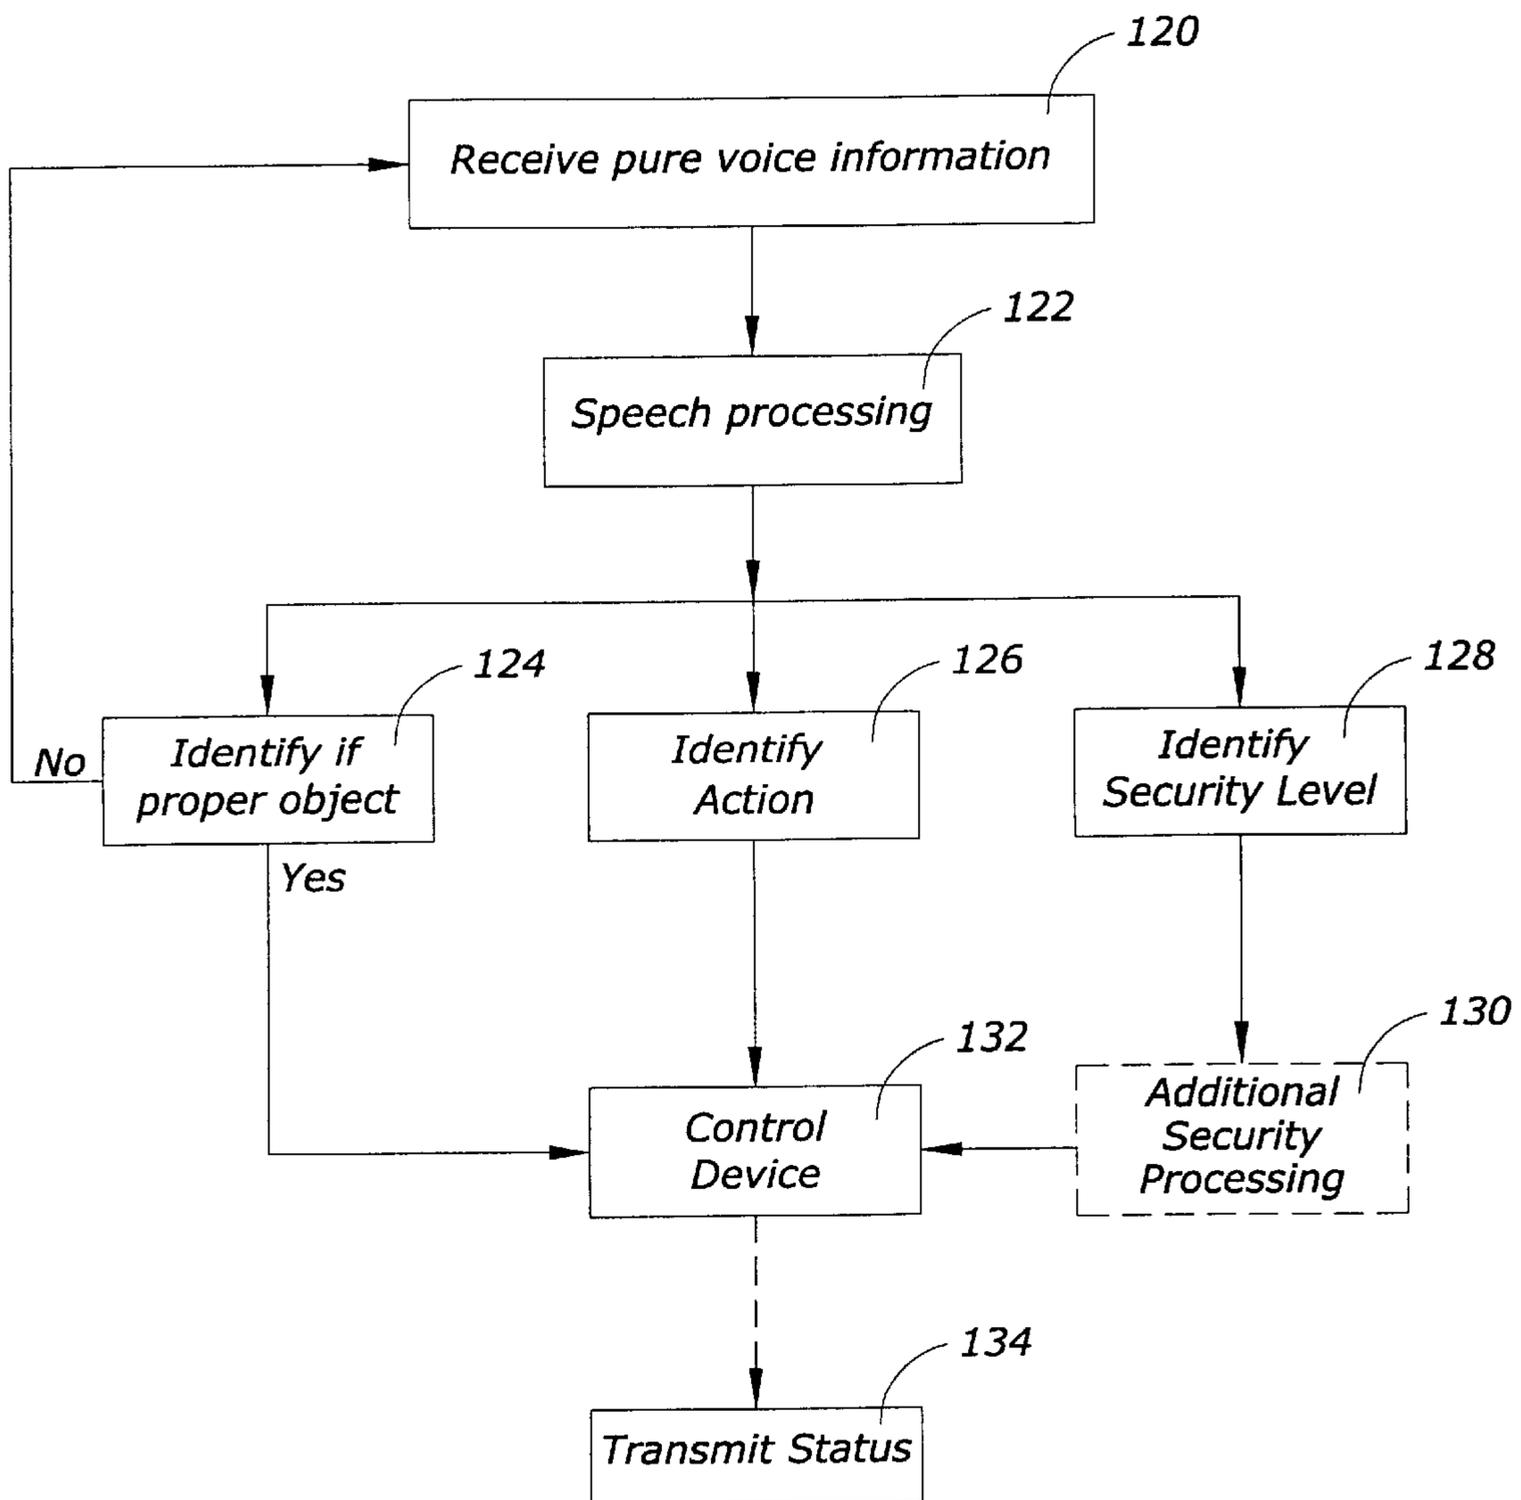 120
Receive pure voice information
122
Speech processing
124
126
128
No
Identify if
proper object
Identify
Action
Identify
Security Level
Yes
130
132
Control
Device
Additional
Security
Processing
134
Transmit Status